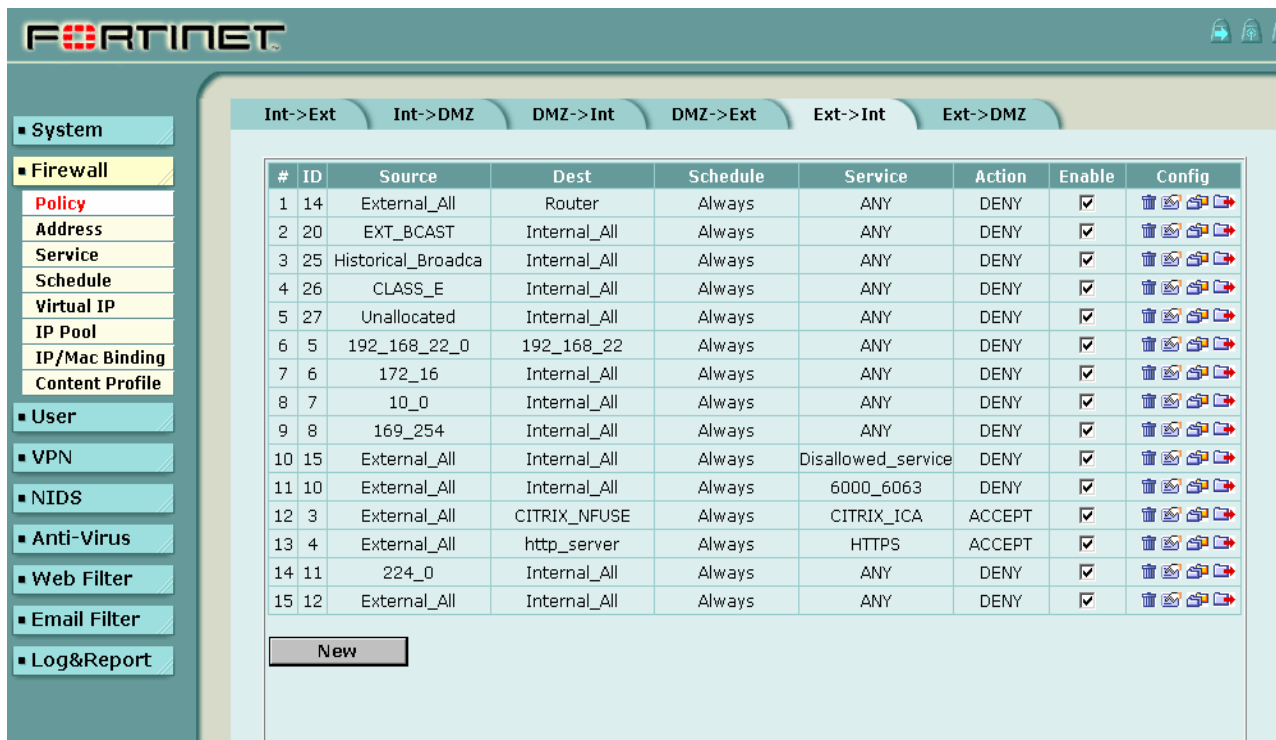 FORTINET
Int->Ext Int->DMZ DMZ->Int DMZ->Ext Ext->Int Ext->DMZ
System
Firewall
Policy
Address
Service
Schedule
Virtual IP
IP Pool
IP/Mac Binding
Content Profile
User
VPN
NIDS
Anti-Virus
Web Filter
Email Filter
Log&Report
# ID Source Dest Schedule Service Action Enable Config
1 14 External_All Router Always ANY DENY
2 20 EXT_BCAST Internal_All Always ANY DENY
3 25 Historical_Broadca Internal_All Always ANY DENY
4 26 CLASS_E Internal_All Always ANY DENY
5 27 Unallocated Internal_All Always ANY DENY
6 5 192_168_22_0 192_168_22 Always ANY DENY
7 6 172_16 Internal_All Always ANY DENY
8 7 10_0 Internal_All Always ANY DENY
9 8 169_254 Internal_All Always ANY DENY
10 15 External_All Internal_All Always Disallowed_service DENY
11 10 External_All Internal_All Always 6000_6063 DENY
12 3 External_All CITRIX_NFUSE Always CITRIX_ICA ACCEPT
13 4 External_All http_server Always HTTPS ACCEPT
14 11 224_0 Internal_All Always ANY DENY
15 12 External_All Internal_All Always ANY DENY
New